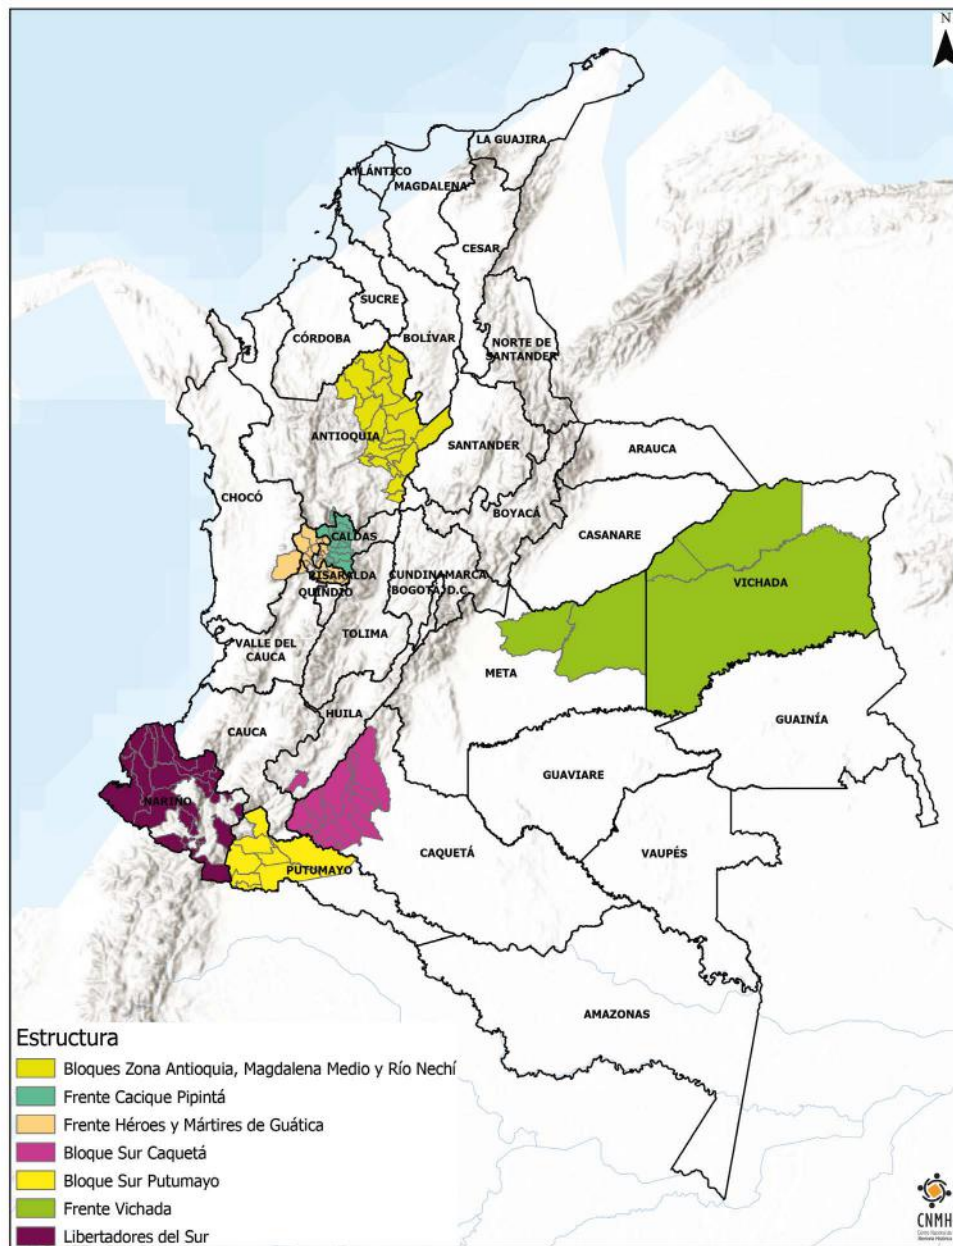 N
LA GUAJIRA
ATLÁNTICO
MAGDALENA
CESAR
SUCRE
CÓRDOBA
BOLÍVAR
NORTE DE
SANTANDER
ANTIOQUIA
SANTANDER
ARAUCA
CHOCÓ
BOYACÁ
CASANARE
CALDAS
RISARALDA
CUNDINAMARCA
VICHADA
QUINDIO
BOGOTA, D.C.
TOLIMA
VALLE DEL
CAUCA
META
HUILA
CAUCA
GUAINÍA
GUAVIARE
NARIÑO
CAQUETÁ
VAUPÉS
PUTUMAYO
AMAZONAS
Estructura
Bloques Zona Antioquia, Magdalena Medio y Río Nechí
Frente Cacique Pipintá
Frente Héroes y Mártires de Guática
Bloque Sur Caquetá
Bloque Sur Putumayo
Frente Vichada
Libertadores del Sur
CNMH